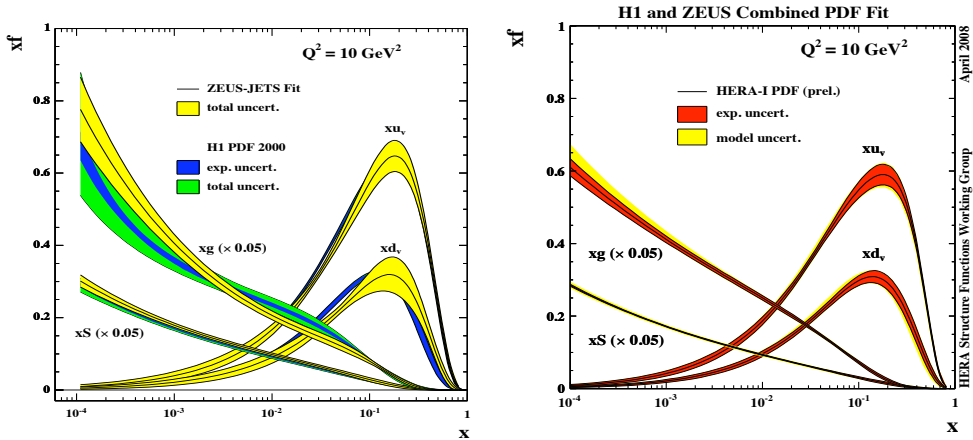 xf
1
0.8
0.6
0.4
0.2
0
Q² = 10 GeV²
ZEUS-JETS Fit
total uncert.
H1 PDF 2000
exp. uncert.
total uncert.
xuᵥ
xdᵥ
xg (× 0.05)
xS (× 0.05)
10⁻⁴ 10⁻³ 10⁻² 10⁻¹ 1
x
H1 and ZEUS Combined PDF Fit
xf
1
0.8
0.6
0.4
0.2
0
Q² = 10 GeV²
HERA-I PDF (prel.)
exp. uncert.
model uncert.
xuᵥ
xdᵥ
xg (× 0.05)
xS (× 0.05)
10⁻⁴ 10⁻³ 10⁻² 10⁻¹ 1
x
HERA Structure Functions Working Group April 2008